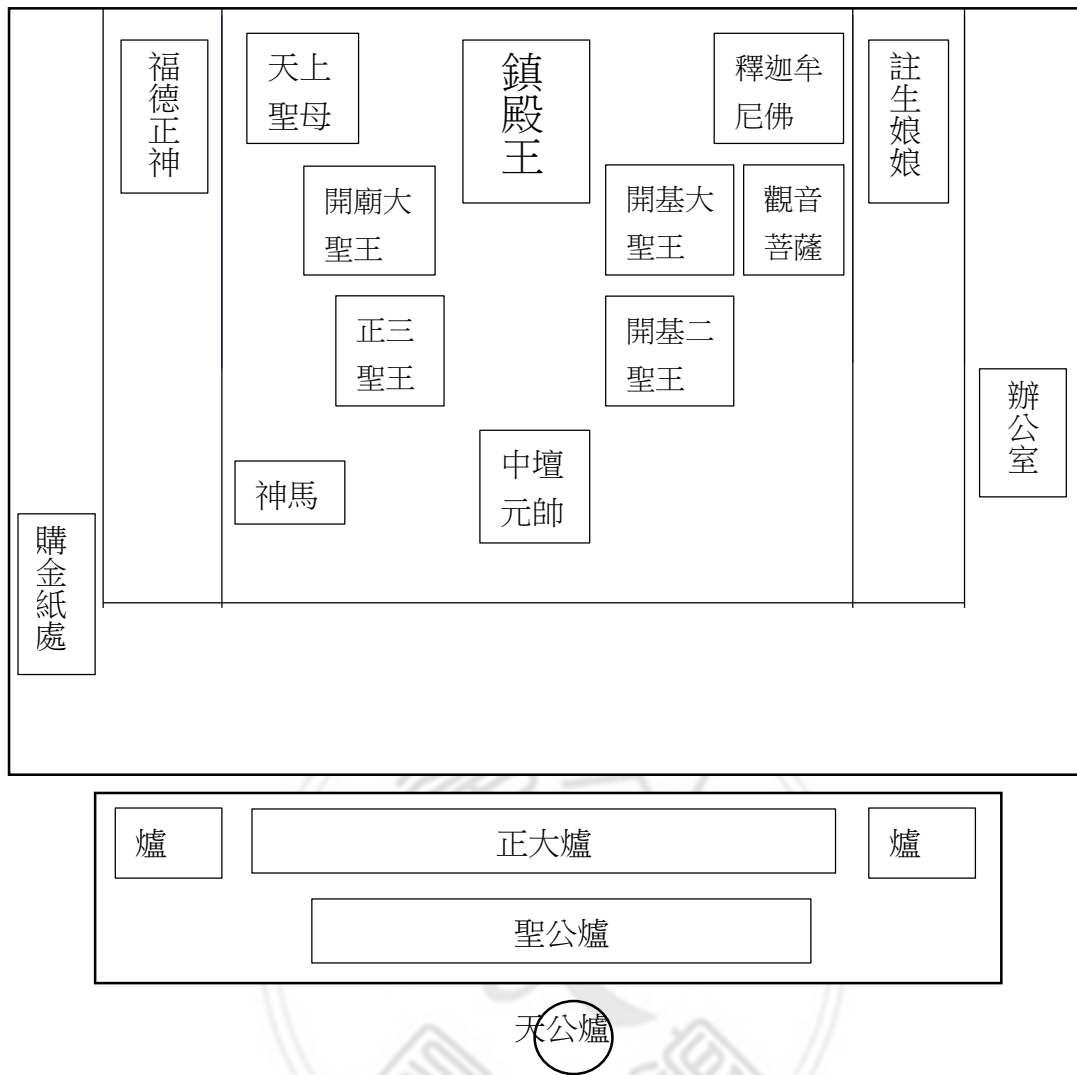 福德正神
天上
聖母
鎮殿王
釋迦牟
尼佛
註生娘娘
開廟大
聖王
開基大
聖王
觀音
菩薩
正三
聖王
開基二
聖王
辦公室
神馬
中壇
元帥
購金紙處
爐
正大爐
爐
聖公爐
天公爐